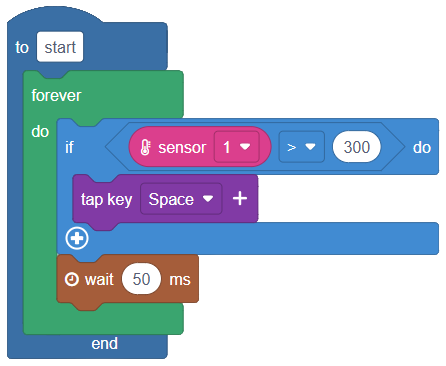 to start
forever
do
if sensor 1 > 300 do
tap key Space +
wait 50 ms
end